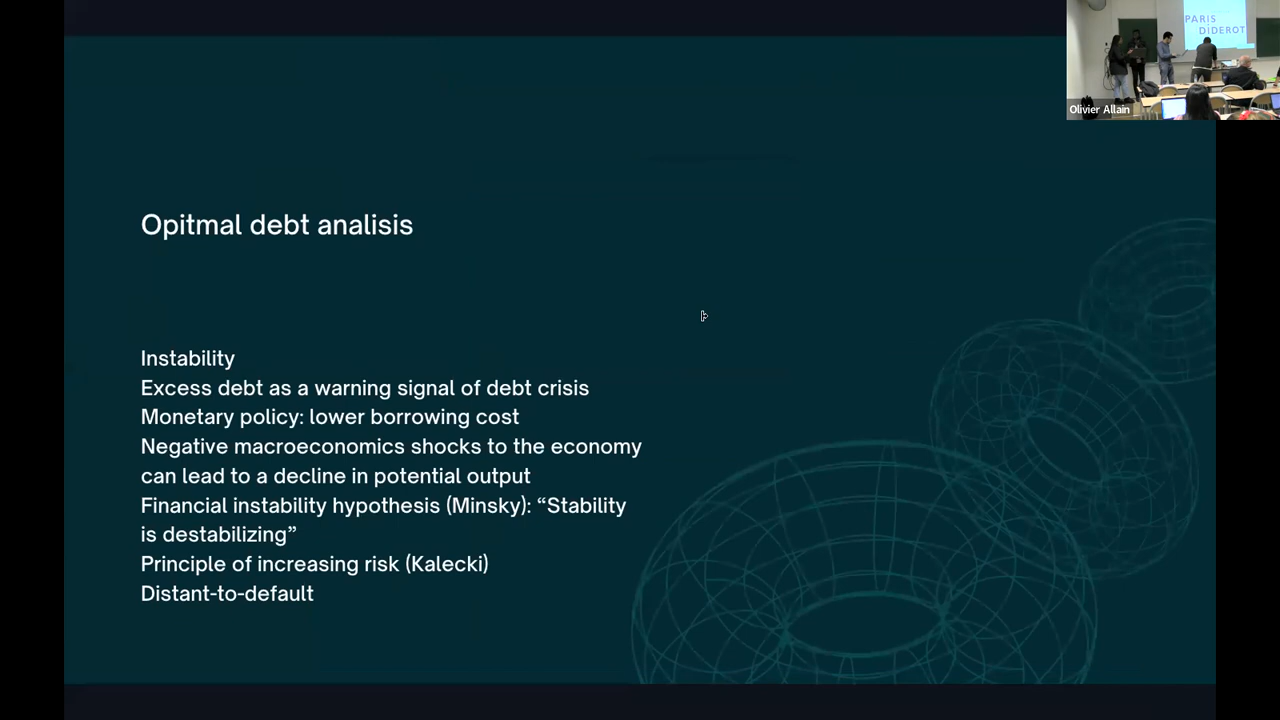 PARIS
DIDEROT
Olivier Allain
Opitmal debt analisis
Instability
Excess debt as a warning signal of debt crisis
Monetary policy: lower borrowing cost
Negative macroeconomics shocks to the economy
can lead to a decline in potential output
Financial instability hypothesis (Minsky): “Stability
is destabilizing”
Principle of increasing risk (Kalecki)
Distant-to-default